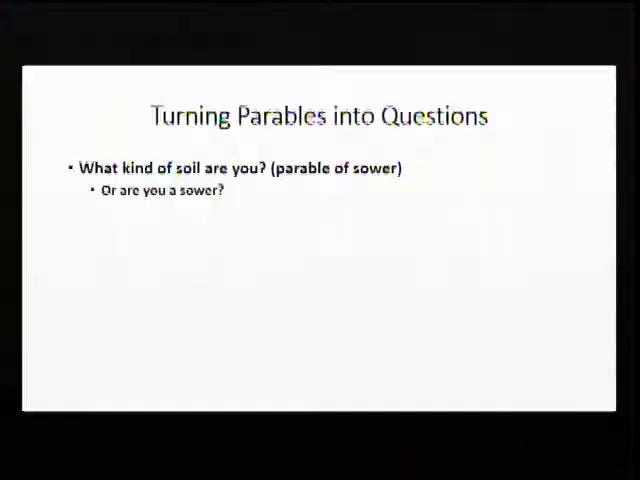 Turning Parables into Questions
• What kind of soil are you? (parable of sower)
• Or are you a sower?